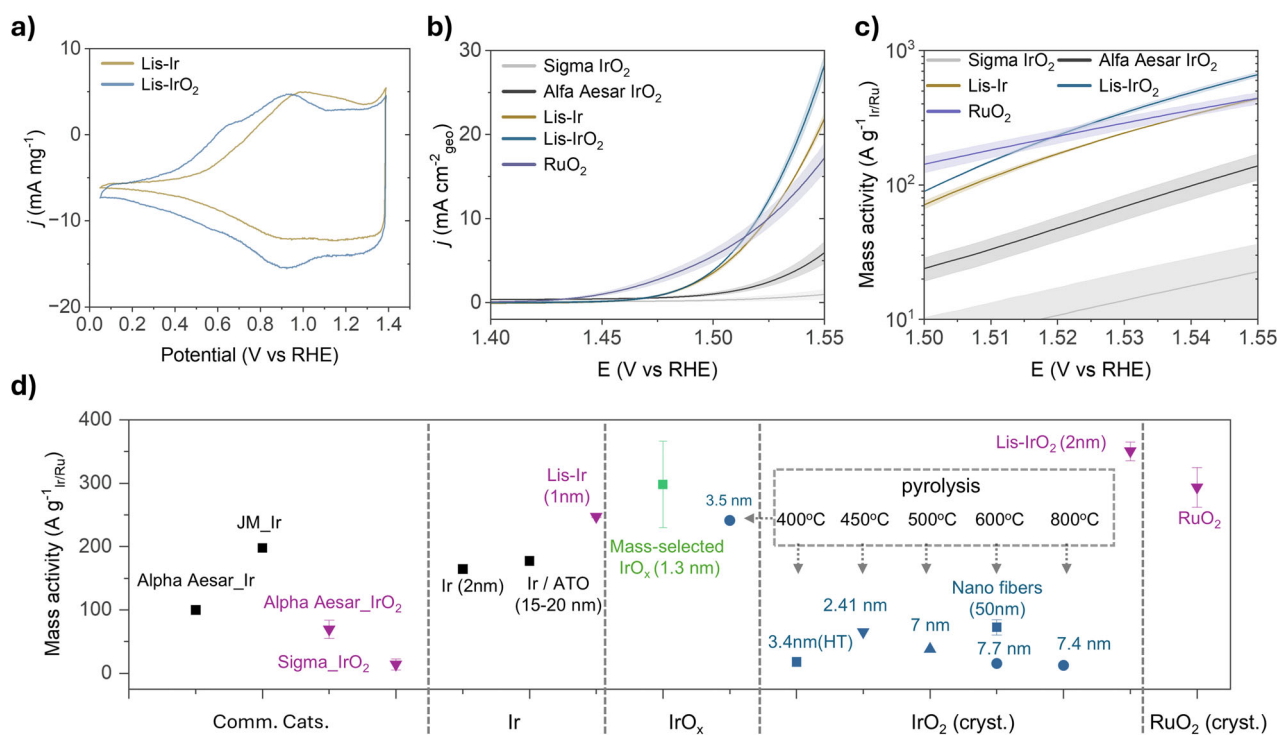 a)
Lis-Ir
Lis-IrO₂
10
5
0
−10
−20
j (mA mg⁻¹)
0.0 0.2 0.4 0.6 0.8 1.0 1.2 1.4
Potential (V vs RHE)
b)
Sigma IrO₂
Alfa Aesar IrO₂
Lis-Ir
Lis-IrO₂
RuO₂
30
20
10
0
j (mA cm⁻²geo)
1.40 1.45 1.50 1.55
E (V vs RHE)
c)
Sigma IrO₂ Alfa Aesar IrO₂
Lis-Ir Lis-IrO₂
RuO₂
10³
10²
10¹
Mass activity (A g⁻¹Ir/Ru)
1.50 1.51 1.52 1.53 1.54 1.55
E (V vs RHE)
d)
400
300
200
100
0
Mass activity (A g⁻¹Ir/Ru)
Alpha Aesar_Ir
JM_Ir
Alpha Aesar_IrO₂
Sigma_IrO₂
Ir (2nm)
Ir / ATO
(15-20 nm)
Lis-Ir
(1nm)
Mass-selected
IrOₓ (1.3 nm)
3.5 nm
pyrolysis
400ºC 450ºC 500ºC 600ºC 800ºC
3.4nm(HT)
2.41 nm
7 nm
Nano fibers
(50nm)
7.7 nm
7.4 nm
Lis-IrO₂ (2nm)
RuO₂
Comm. Cats. Ir IrOₓ IrO₂ (cryst.) RuO₂ (cryst.)